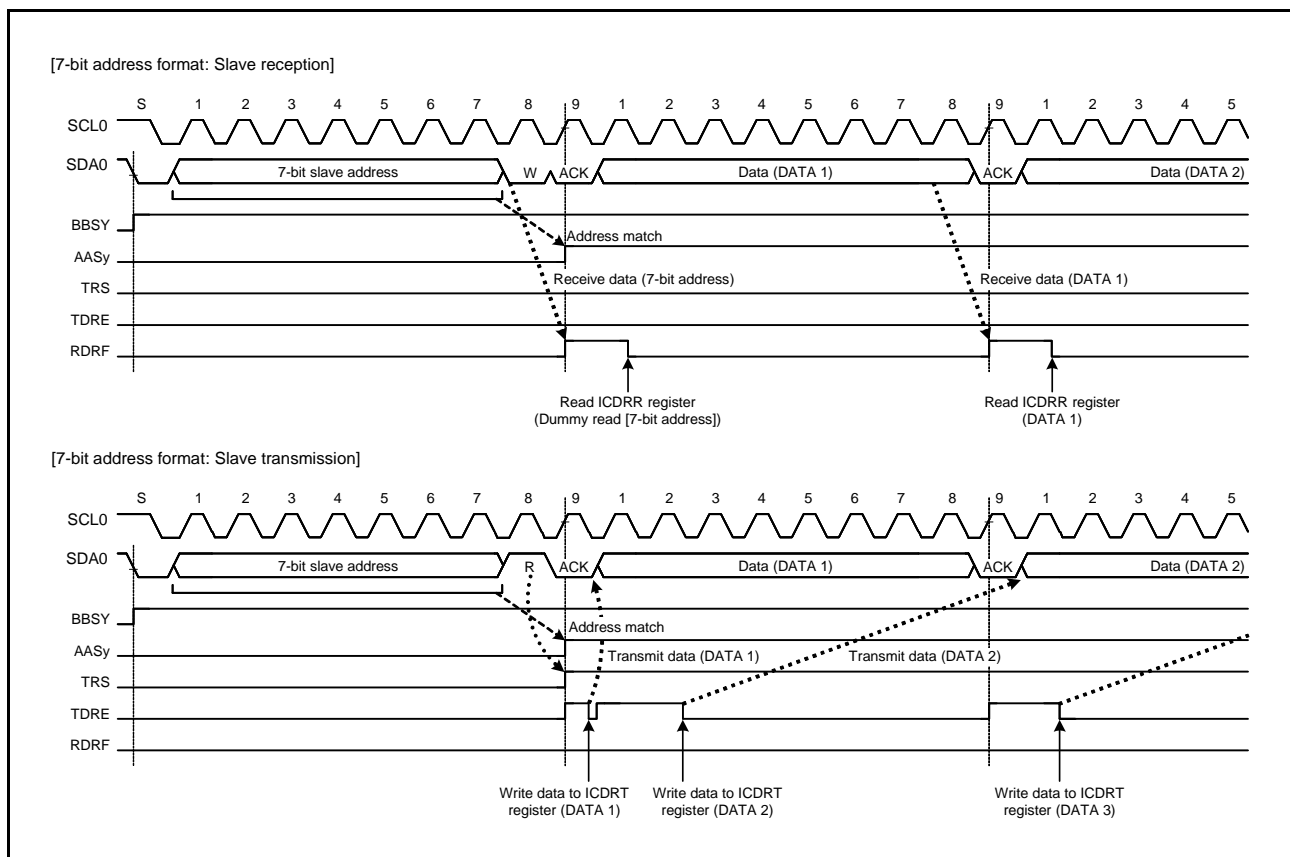 [7-bit address format: Slave reception]
S 1 2 3 4 5 6 7 8 9 1 2 3 4 5 6 7 8 9 1 2 3 4 5
SCL0
SDA0 7-bit slave address W ACK Data (DATA 1) ACK Data (DATA 2)
BBSY
Address match
AASy
Receive data (7-bit address) Receive data (DATA 1)
TRS
TDRE
RDRF
Read ICDRR register Read ICDRR register
(Dummy read [7-bit address]) (DATA 1)
[7-bit address format: Slave transmission]
S 1 2 3 4 5 6 7 8 9 1 2 3 4 5 6 7 8 9 1 2 3 4 5
SCL0
SDA0 7-bit slave address R ACK Data (DATA 1) ACK Data (DATA 2)
BBSY
Address match
AASy
Transmit data (DATA 1) Transmit data (DATA 2)
TRS
TDRE
RDRF
Write data to ICDRT Write data to ICDRT Write data to ICDRT
register (DATA 1) register (DATA 2) register (DATA 3)